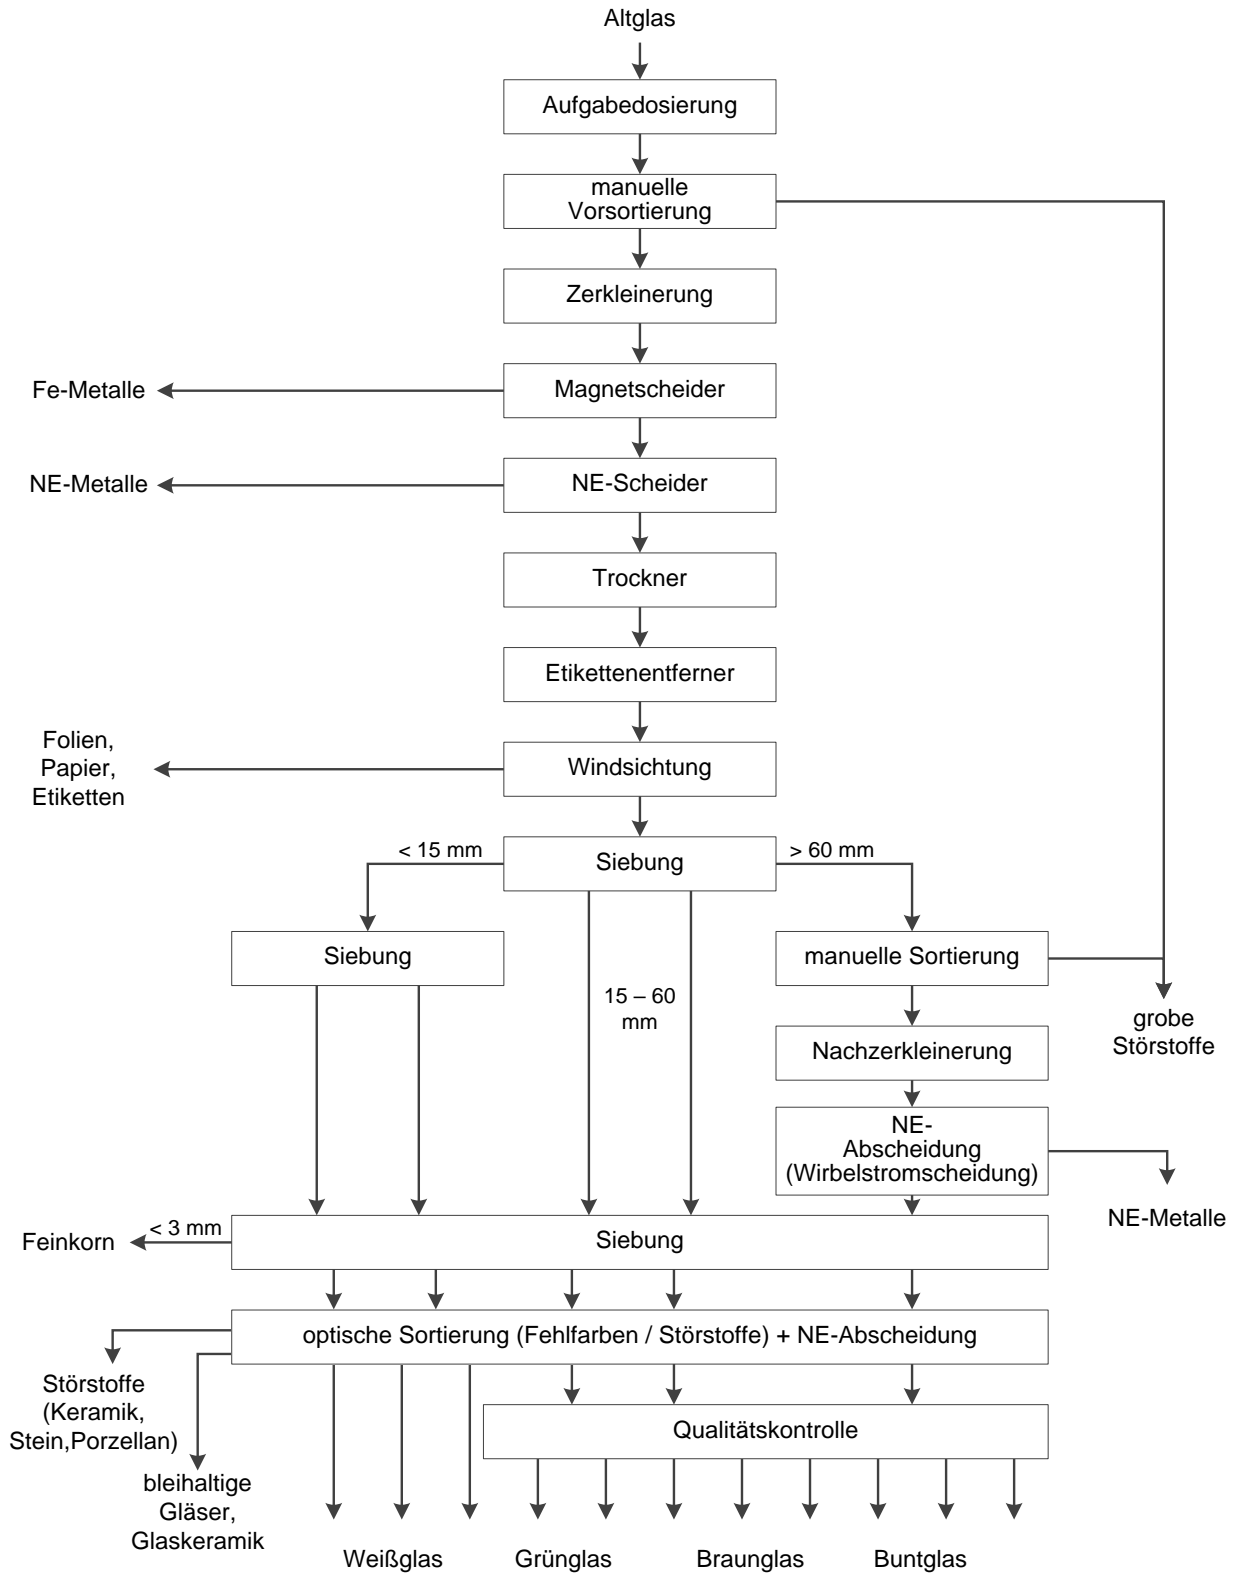 Altglas
Aufgabedosierung
manuelle
Vorsortierung
Zerkleinerung
Fe-Metalle
Magnetscheider
NE-Metalle
NE-Scheider
Trockner
Etikettenentferner
Folien,
Papier,
Etiketten
Windsichtung
< 15 mm
Siebung
> 60 mm
Siebung
15 – 60
mm
manuelle Sortierung
grobe
Störstoffe
Nachzerkleinerung
NE-
Abscheidung
(Wirbelstromscheidung)
NE-Metalle
Feinkorn
< 3 mm
Siebung
optische Sortierung (Fehlfarben / Störstoffe) + NE-Abscheidung
Störstoffe
(Keramik,
Stein,Porzellan)
Qualitätskontrolle
bleihaltige
Gläser,
Glaskeramik
Weißglas
Grünglas
Braunglas
Buntglas